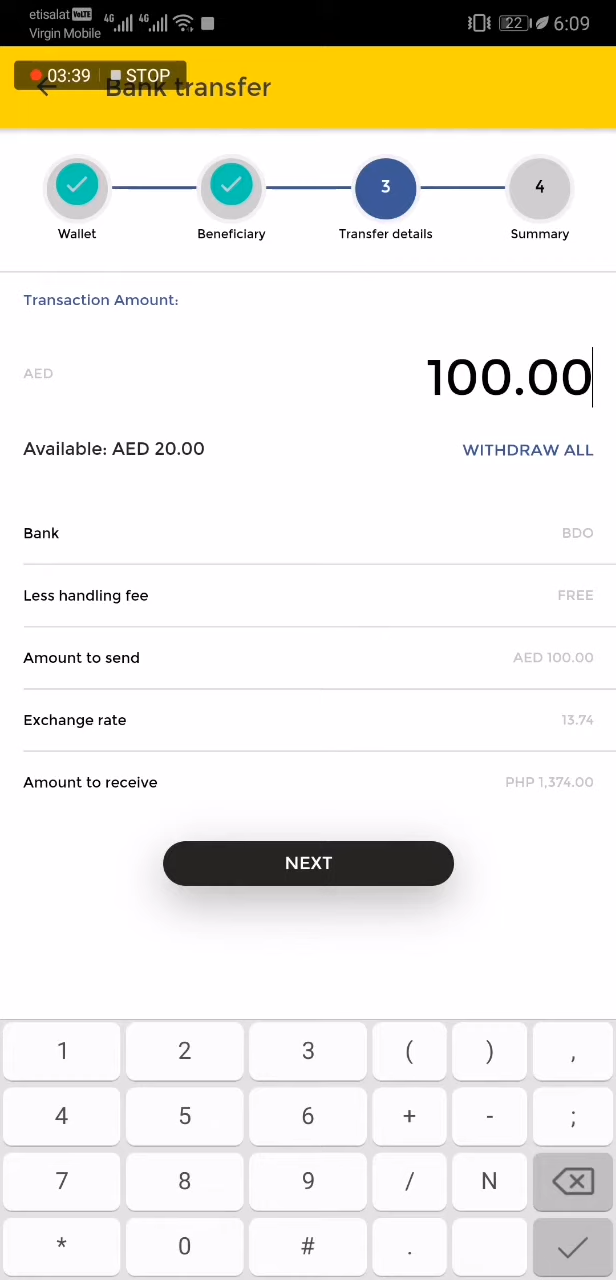 etisalat VoLTE 4G 4G 22 6:09
Virgin Mobile
03:39 STOP
Bank transfer
3 4
Wallet Beneficiary Transfer details Summary
Transaction Amount:
AED 100.00
Available: AED 20.00 WITHDRAW ALL
Bank BDO
Less handling fee FREE
Amount to send AED 100.00
Exchange rate 13.74
Amount to receive PHP 1,374.00
NEXT
1 2 3 ( ) ,
4 5 6 + - ;
7 8 9 / N
* 0 # .